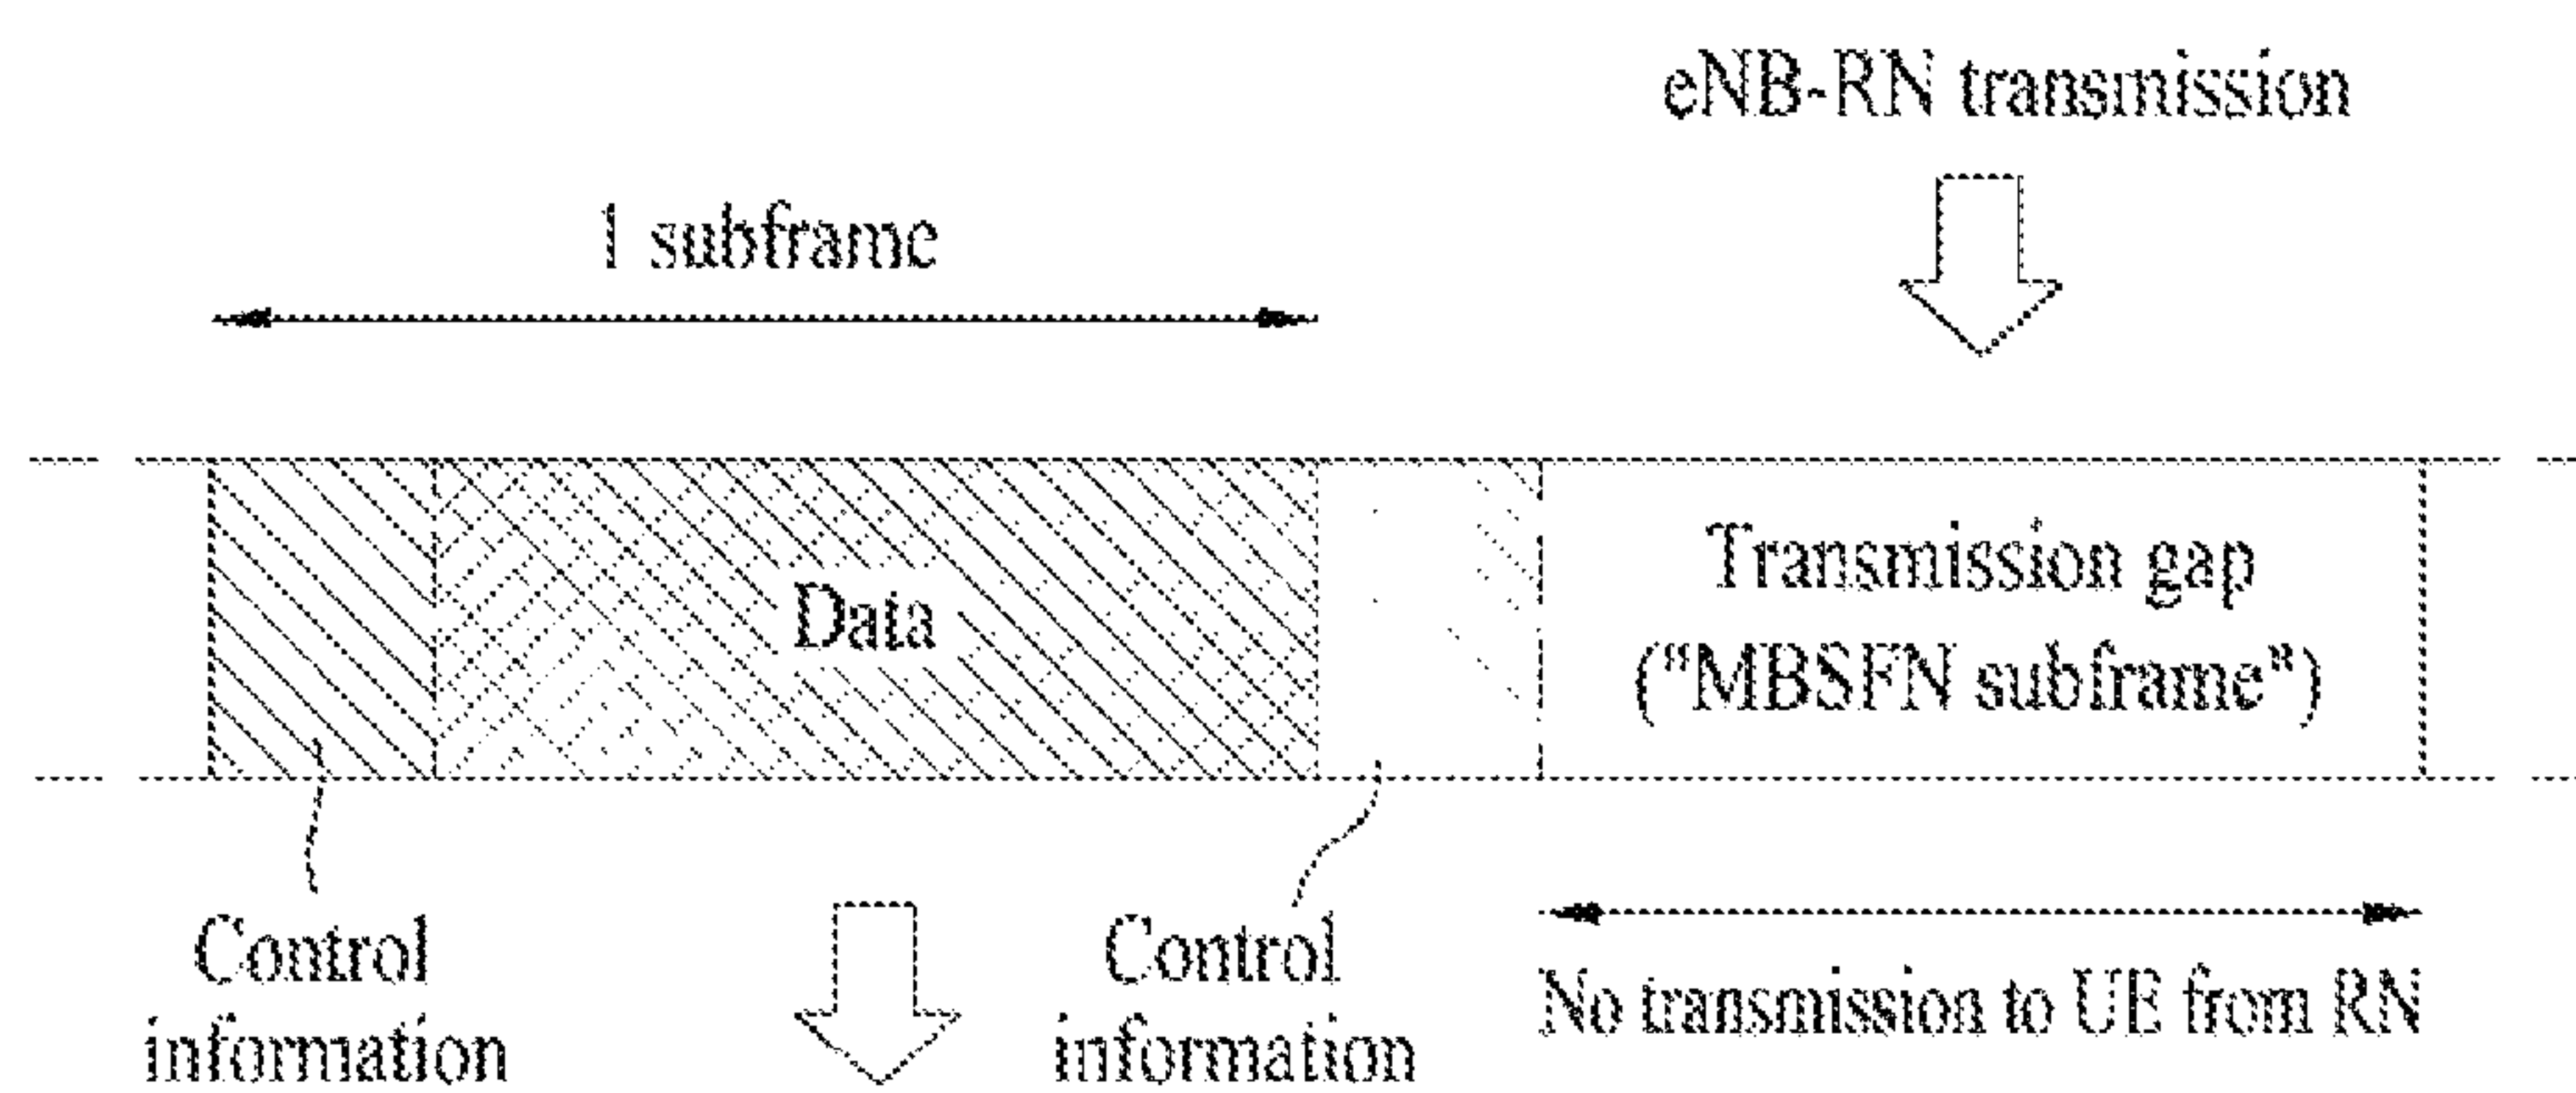 eNB-RN transmission
1 subframe
Data
Transmission gap
("MBSFN subframe")
Control
information
Control
information
No transmission to UE from RN